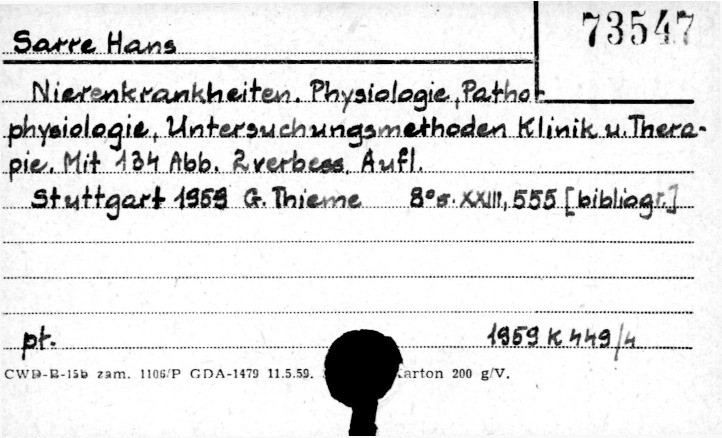 73547
Sarre Hans
Nierenkrankheiten. Physiologie, Patho-
physiologie, Untersuchungsmethoden Klinik u. Thera-
pie. Mit 134 Abb. 2 verbess. Aufl.
Stuttgart 1959 G. Thieme 8° s. XXIII, 555 [bibliogr.]
pt. 1959 K 449/4
CWD-B-15b zam. 1106/P GDA-1479 11.5.59. arton 200 g/V.